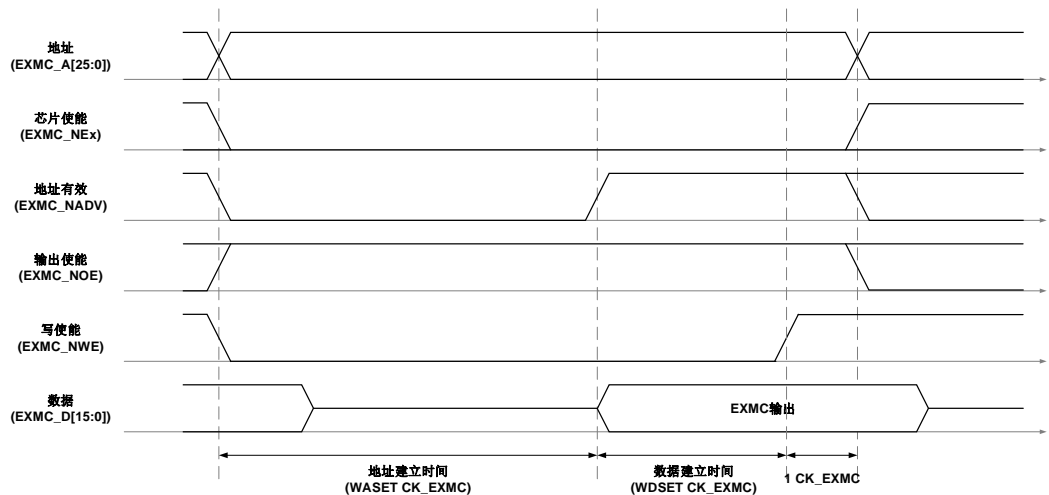 地址
(EXMC_A[25:0])
芯片使能
(EXMC_NEx)
地址有效
(EXMC_NADV)
输出使能
(EXMC_NOE)
写使能
(EXMC_NWE)
数据
(EXMC_D[15:0])
EXMC输出
地址建立时间
(WASET CK_EXMC)
数据建立时间
(WDSET CK_EXMC)
1 CK_EXMC